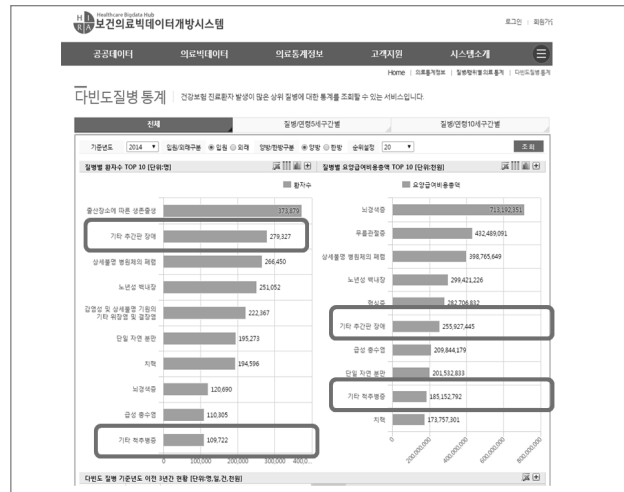 HIRA Healthcare Bigdata Hub
보건의료빅데이터개방시스템
로그인 : 회원가
공공데이터 의료빅데이터 의료통계정보 고객지원 시스템소개
Home | 의료통계정보 | 질병/행위별의료통계 | 다빈도질병통계
다빈도질병 통계 건강보험 진료환자 발생이 많은 상위 질병에 대한 통계를 조회할 수 있는 서비스입니다.
전체 질병/연령5세구간별 질병/연령10세구간별
기준년도 2014 입원/외래구분 입원 외래 양방/한방구분 양방 한방 순위설정 20 조회
질병별 환자수 TOP 10 [단위:명]
환자수
출산장소에 따른 생존출생 373,879
기타 추간판 장애 279,327
상세불명 병원체의 폐렴 266,450
노년성 백내장 251,052
감염성 및 상세불명 기원의
기타 위장염 및 결장염 222,367
단일 자연 분만 195,273
치핵 194,596
뇌경색증 120,690
급성 충수염 110,305
기타 척추병증 109,722
0 100,000 200,000 300,000 400,0...
질병별 요양급여비용총액 TOP 10 [단위:천원]
요양급여비용총액
뇌경색증 713,192,351
무릎관절증 432,489,091
상세불명 병원체의 폐렴 398,765,649
노년성 백내장 299,421,226
협심증 282,706,832
기타 추간판 장애 255,927,445
급성 충수염 209,844,179
단일 자연 분만 201,532,833
기타 척추병증 185,152,792
치핵 173,757,301
0 200,000,000 400,000,000 600,000,000 800,000,000
다빈도 질병 기준년도 이전 3년간 현황 [단위:명,일,건,천원]